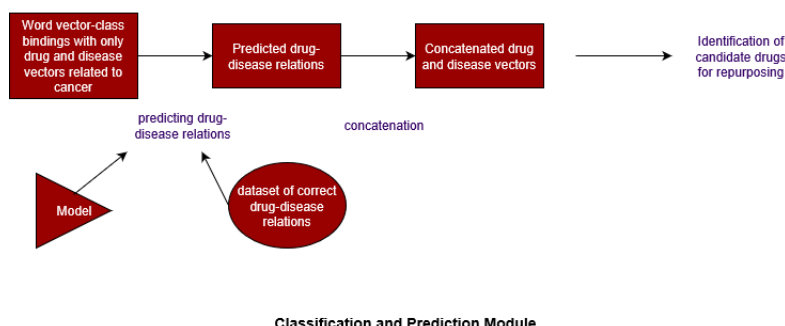 Word vector-class
bindings with only
drug and disease
vectors related to
cancer
Predicted drug-
disease relations
Concatenated drug
and disease vectors
Identification of
candidate drugs
for repurposing
predicting drug-
disease relations
concatenation
Model
dataset of correct
drug-disease
relations
Classification and Prediction Module